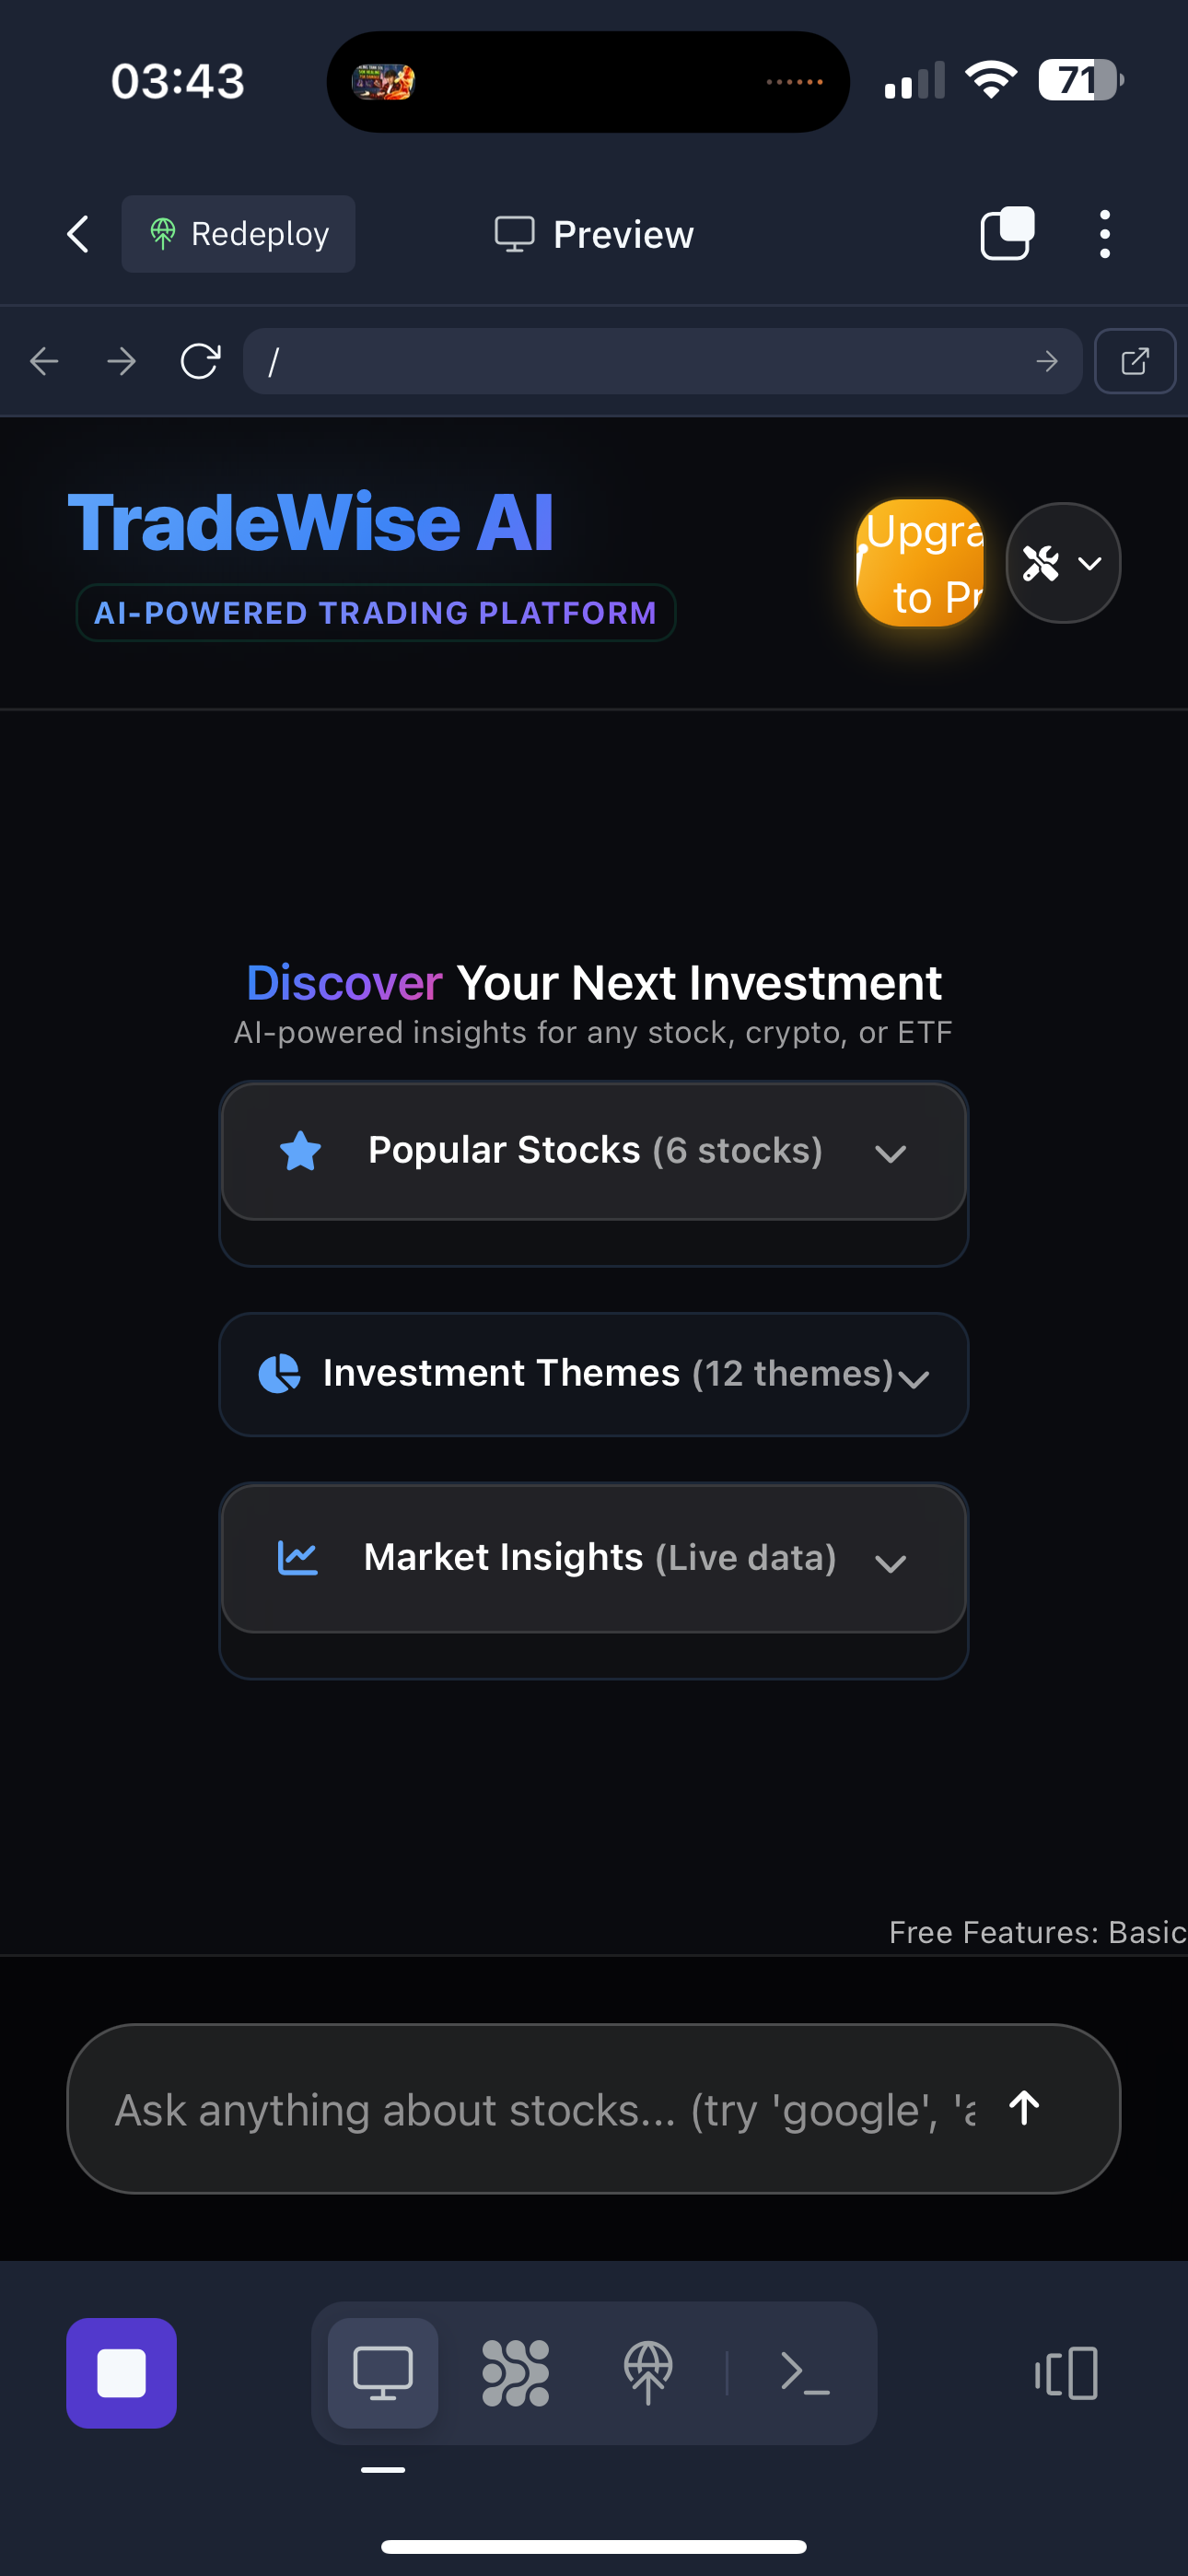 03:43
71
Redeploy
Preview
/
TradeWise AI
AI-POWERED TRADING PLATFORM
Upgra
to Pr
Discover Your Next Investment
AI-powered insights for any stock, crypto, or ETF
Popular Stocks (6 stocks)
Investment Themes (12 themes)
Market Insights (Live data)
Free Features: Basic
Ask anything about stocks... (try 'google', 'a